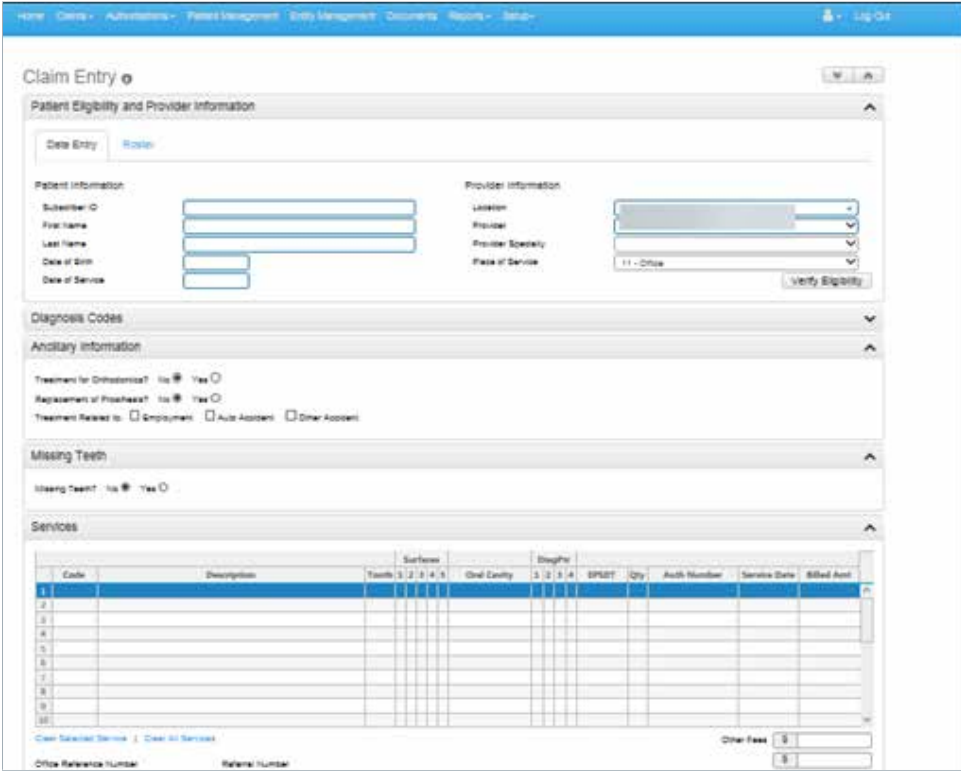 Home Claims Authorizations Patient Management Entity Management Documents Reports Setup Log Out
Claim Entry
Patient Eligibility and Provider Information
Data Entry Roster
Patient Information Provider Information
Subscriber ID Location
First Name Provider
Last Name Provider Specialty
Date of Birth Place of Service 11 - Office
Date of Service Verify Eligibility
Diagnosis Codes
Ancillary Information
Treatment for Orthodontics? No Yes
Replacement of Prosthesis? No Yes
Treatment Related to: Employment Auto Accident Other Accident
Missing Teeth
Missing Teeth? No Yes
Services
Surfaces DiagPtr
Code Description Tooth 1 2 3 4 5 Oral Cavity 1 2 3 4 EPSDT Qty Auth Number Service Date Billed Amt
1
2
3
4
5
6
7
8
9
10
Clear Selected Service | Clear All Services Other Fees $
$
Office Reference Number Referral Number